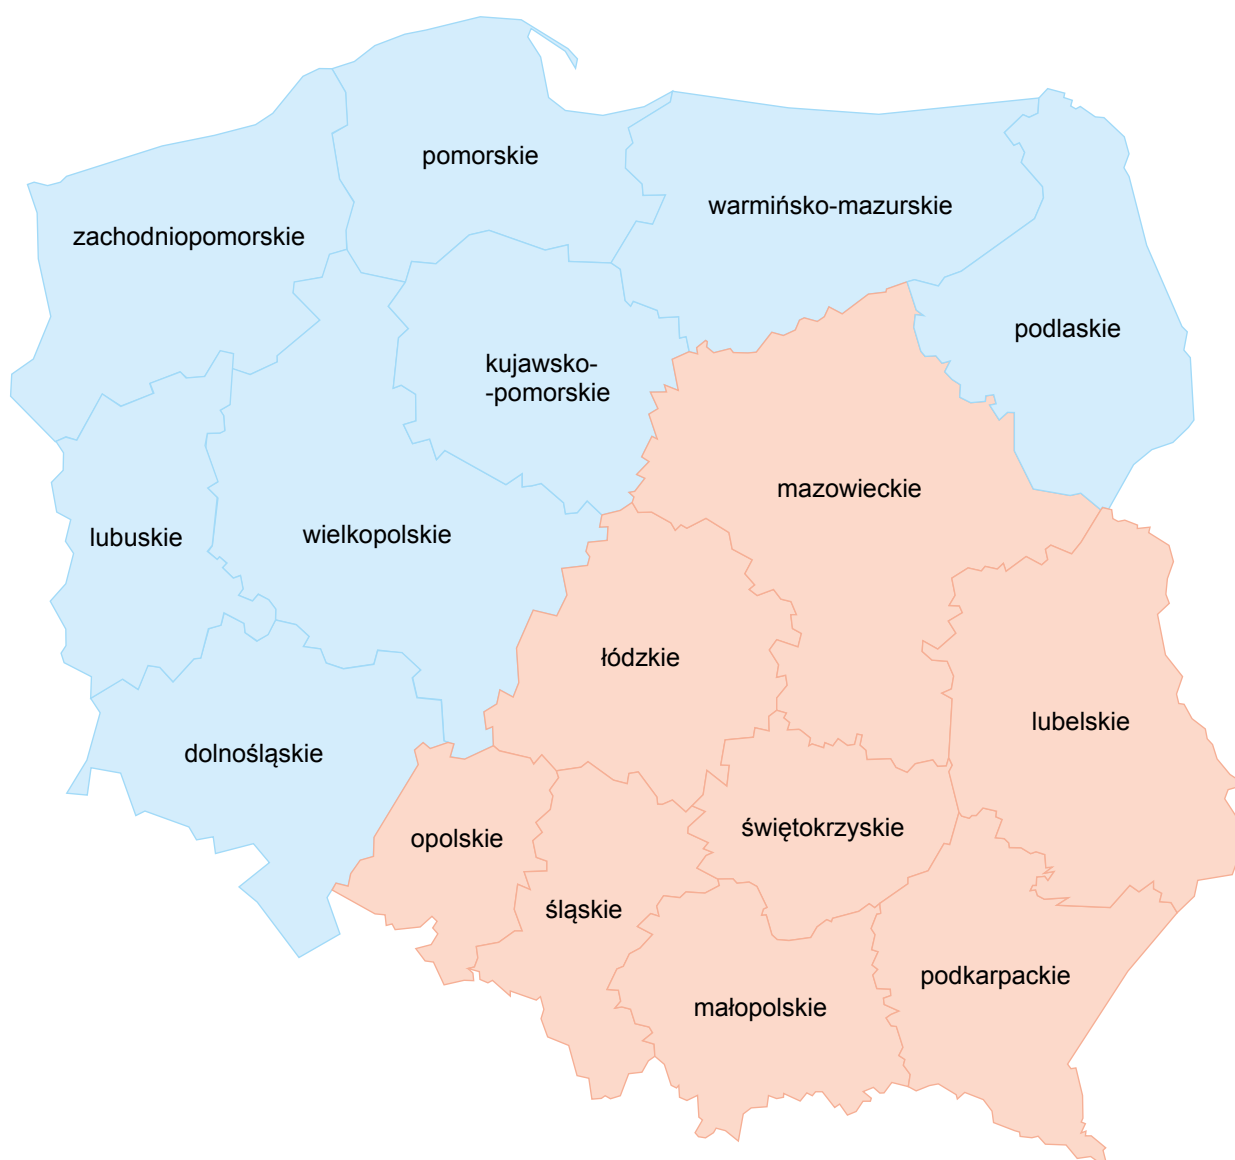 pomorskie
warmińsko-mazurskie
zachodniopomorskie
podlaskie
kujawsko-
-pomorskie
mazowieckie
lubuskie
wielkopolskie
łódzkie
lubelskie
dolnośląskie
świętokrzyskie
opolskie
śląskie
podkarpackie
małopolskie